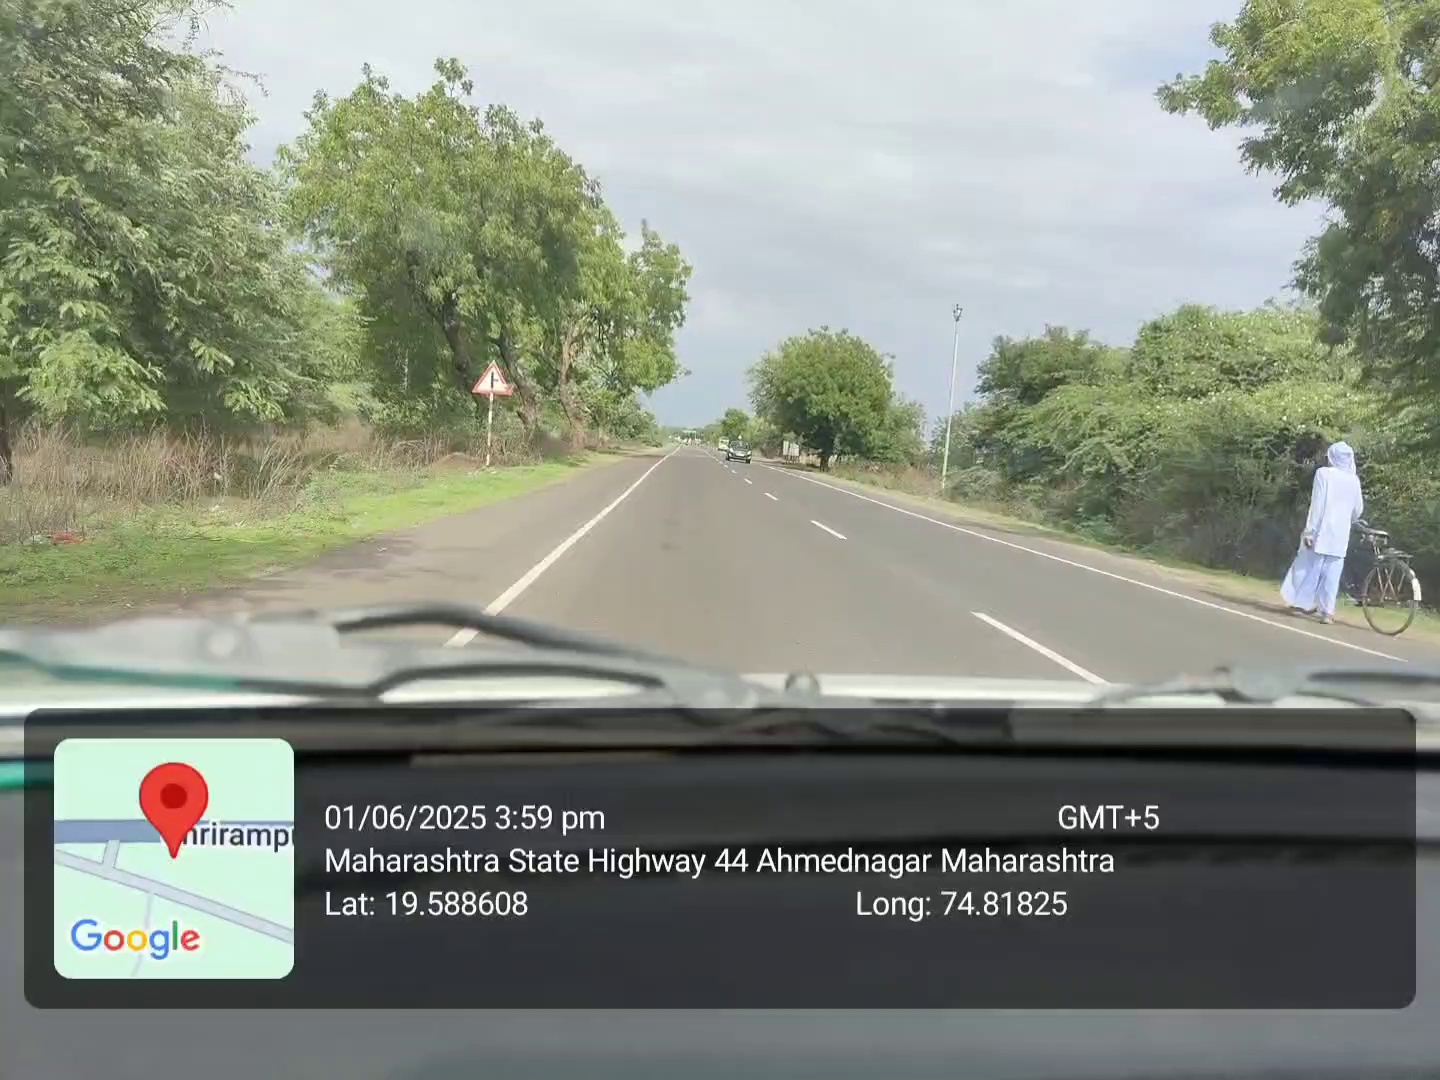 01/06/2025 3:59 pm GMT+5
Maharashtra State Highway 44 Ahmednagar Maharashtra
Lat: 19.588608 Long: 74.81825
Google